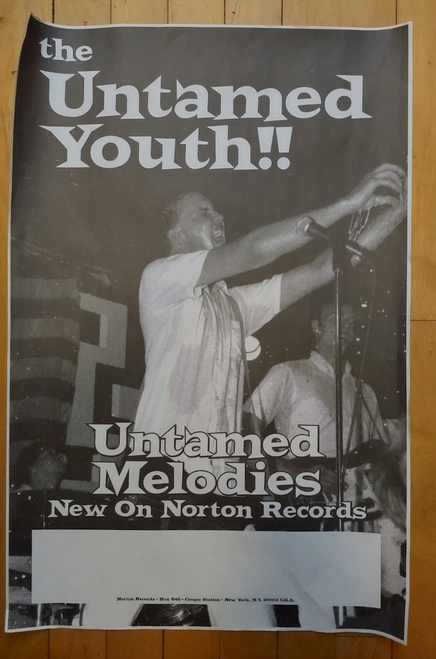 the
Untamed
Youth!!
Untamed
Melodies
New On Norton Records
Norton Records • Box 646 • Cooper Station • New York, N.Y. 10003 U.S.A.